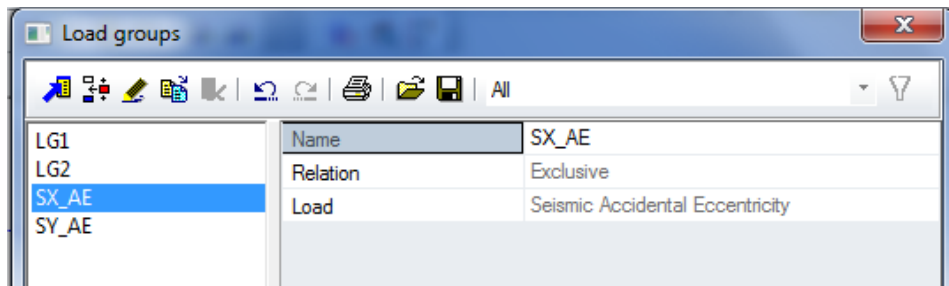 Load groups
All
LG1
LG2
SX_AE
SY_AE
Name SX_AE
Relation Exclusive
Load Seismic Accidental Eccentricity